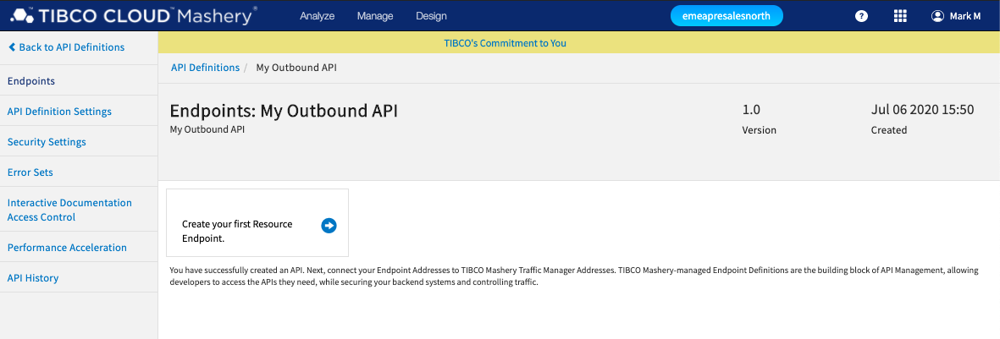 TIBCO CLOUD™ Mashery®
Analyze
Manage
Design
emeapresalesnorth
?
Mark M
Back to API Definitions
Endpoints
API Definition Settings
Security Settings
Error Sets
Interactive Documentation
Access Control
Performance Acceleration
API History
TIBCO's Commitment to You
API Definitions / My Outbound API
Endpoints: My Outbound API
My Outbound API
1.0
Version
Jul 06 2020 15:50
Created
Create your first Resource
Endpoint.
You have successfully created an API. Next, connect your Endpoint Addresses to TIBCO Mashery Traffic Manager Addresses. TIBCO Mashery-managed Endpoint Definitions are the building block of API Management, allowing
developers to access the APIs they need, while securing your backend systems and controlling traffic.